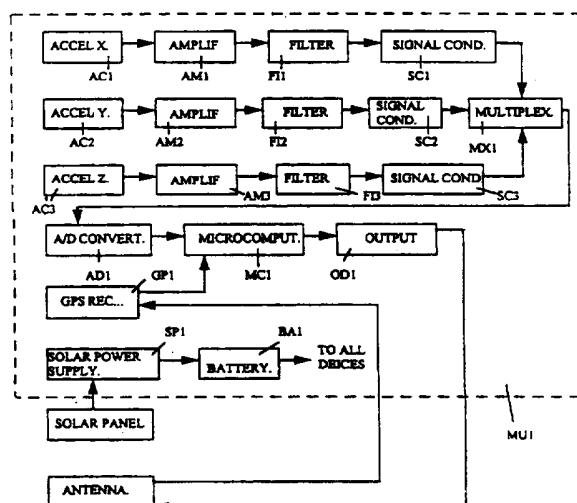 ACCEL X.
AMPLIF
FILTER
SIGNAL COND.
AC1
AM1
FI1
SC1
ACCEL Y.
AMPLIF
FILTER
SIGNAL
COND.
MULTIPLEX.
AC2
AM2
FI2
SC2
MX1
ACCEL Z.
AMPLIF
FILTER
SIGNAL COND
AC3
AM3
FI3
SC3
A/D CONVERT.
MICROCOMPUT.
OUTPUT
AD1
GP1
MC1
OD1
GPS REC...
SP1
BA1
SOLAR POWER
SUPPLY.
BATTERY.
TO ALL
DEICES
SOLAR PANEL
MU1
ANTENNA.